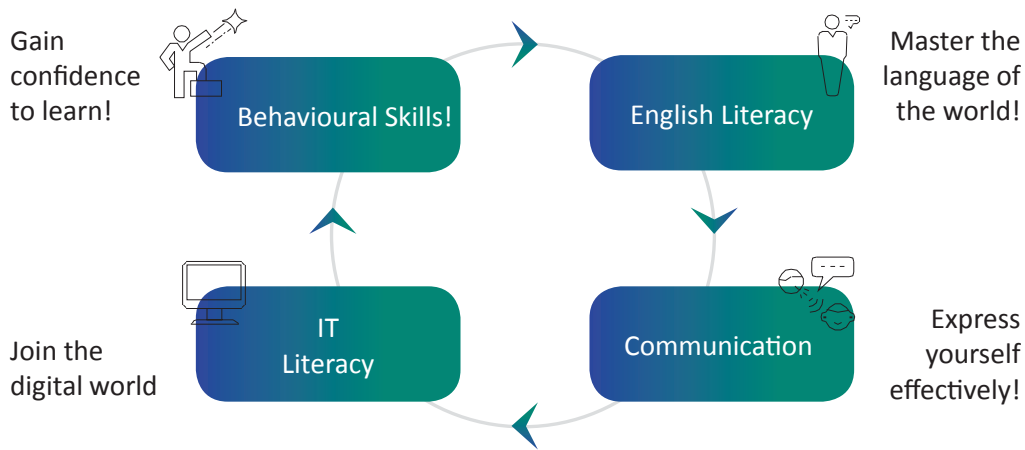 Gain
confidence
to learn!
Behavioural Skills!
English Literacy
Master the
language of
the world!
Join the
digital world
IT
Literacy
Communication
Express
yourself
effectively!